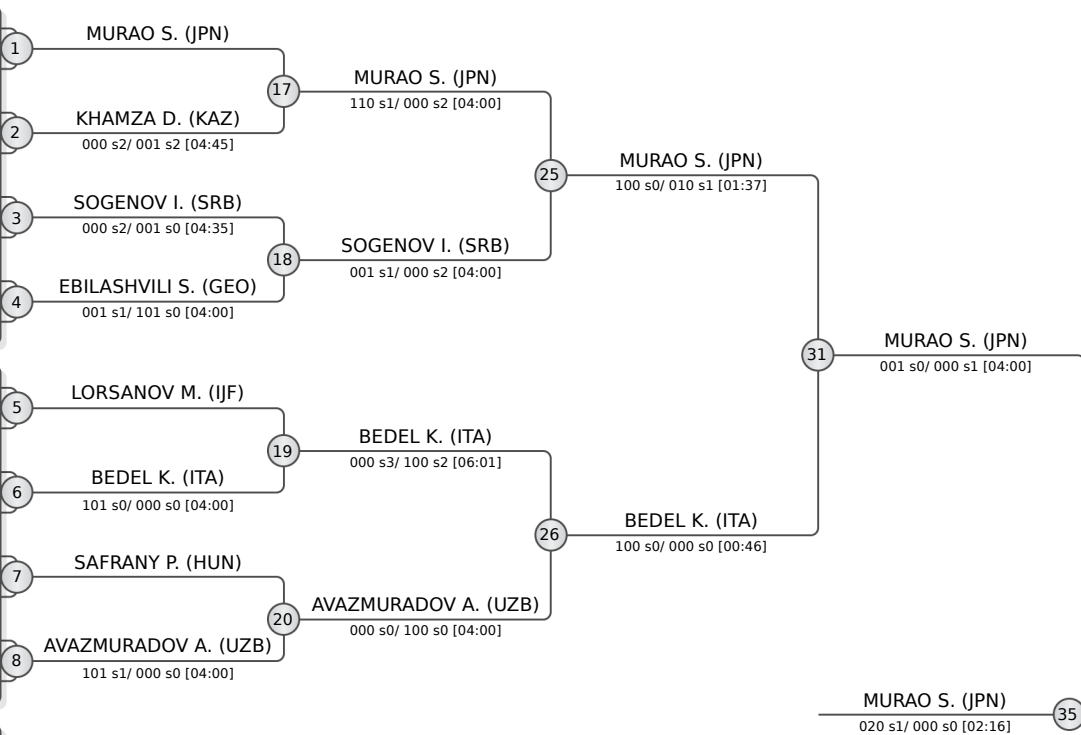 1
MURAO S. (JPN)
17
MURAO S. (JPN)
110 s1/ 000 s2 [04:00]
2
KHAMZA D. (KAZ)
000 s2/ 001 s2 [04:45]
25
MURAO S. (JPN)
100 s0/ 010 s1 [01:37]
3
SOGENOV I. (SRB)
000 s2/ 001 s0 [04:35]
18
SOGENOV I. (SRB)
001 s1/ 000 s2 [04:00]
4
EBILASHVILI S. (GEO)
001 s1/ 101 s0 [04:00]
31
MURAO S. (JPN)
001 s0/ 000 s1 [04:00]
5
LORSANOV M. (IJF)
19
BEDEL K. (ITA)
000 s3/ 100 s2 [06:01]
6
BEDEL K. (ITA)
101 s0/ 000 s0 [04:00]
26
BEDEL K. (ITA)
100 s0/ 000 s0 [00:46]
7
SAFRANY P. (HUN)
20
AVAZMURADOV A. (UZB)
000 s0/ 100 s0 [04:00]
8
AVAZMURADOV A. (UZB)
101 s1/ 000 s0 [04:00]
MURAO S. (JPN)
020 s1/ 000 s0 [02:16]
35